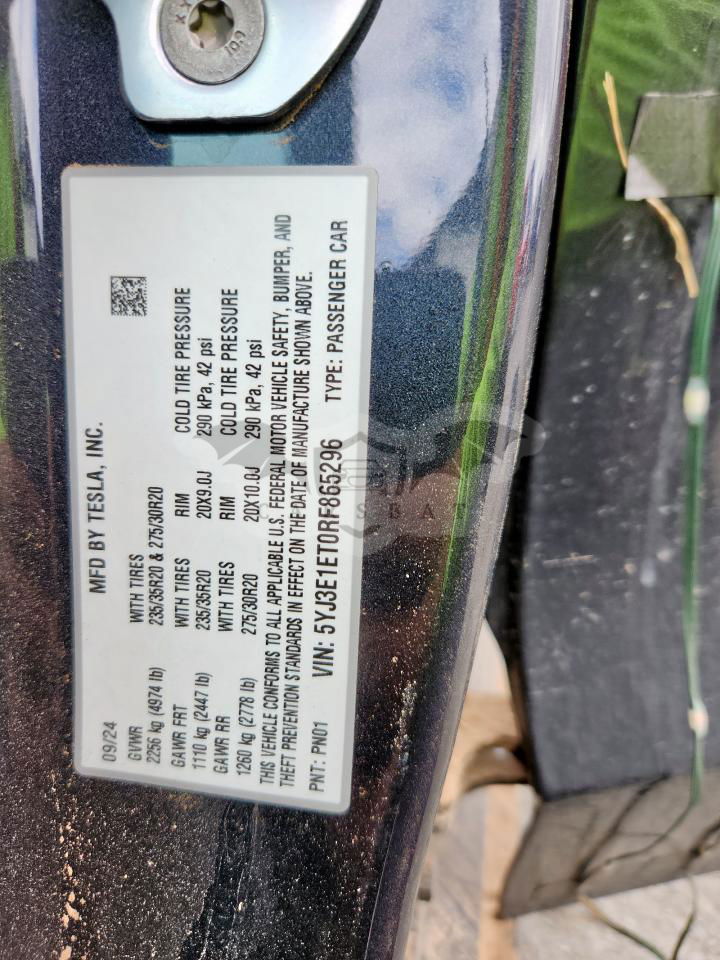 10.9
MFD BY TESLA, INC.
09/24
GVWR WITH TIRES
2256 kg (4974 lb) 235/35R20 & 275/30R20
GAWR FRT WITH TIRES RIM COLD TIRE PRESSURE
1110 kg (2447 lb) 235/35R20 20X9.0J 290 kPa, 42 psi
GAWR RR WITH TIRES RIM COLD TIRE PRESSURE
1260 kg (2778 lb) 275/30R20 20X10.0J 290 kPa, 42 psi
THIS VEHICLE CONFORMS TO ALL APPLICABLE U.S. FEDERAL MOTOR VEHICLE SAFETY, BUMPER, AND
THEFT PREVENTION STANDARDS IN EFFECT ON THE DATE OF MANUFACTURE SHOWN ABOVE.
PNT: PN01 VIN: 5YJ3E1ET0RF865296 TYPE: PASSENGER CAR